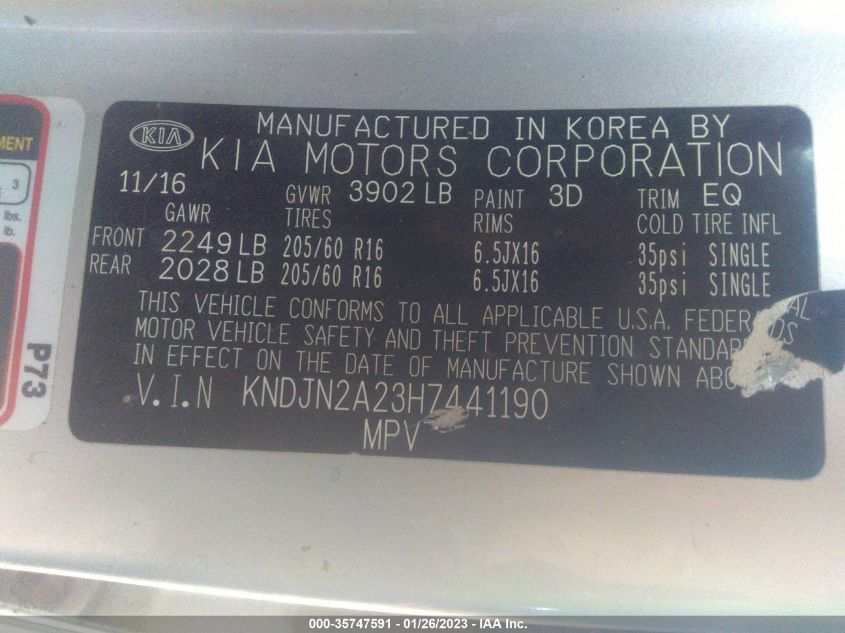 MENT
3
lbs.
lb.
P73
KIA
MANUFACTURED IN KOREA BY
KIA MOTORS CORPORATION
11/16 GVWR 3902 LB PAINT 3D TRIM EQ
GAWR TIRES RIMS COLD TIRE INFL
FRONT 2249 LB 205/60 R16 6.5JX16 35psi SINGLE
REAR 2028 LB 205/60 R16 6.5JX16 35psi SINGLE
THIS VEHICLE CONFORMS TO ALL APPLICABLE U.S.A. FEDERAL
MOTOR VEHICLE SAFETY AND THEFT PREVENTION STANDARDS
IN EFFECT ON THE DATE OF MANUFACTURE SHOWN ABO
V.I.N KNDJN2A23H7441190
MPV
000-35747591 - 01/26/2023 - IAA Inc.